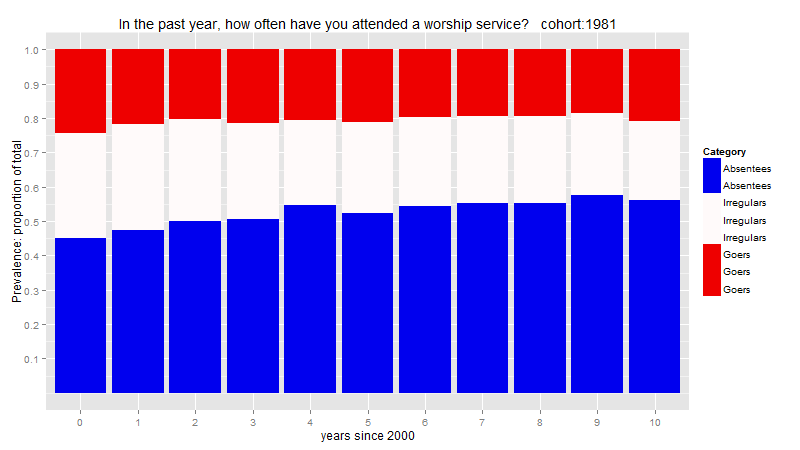 In the past year, how often have you attended a worship service?   cohort:1981
Prevalence: proportion of total
1.0
0.9
0.8
0.7
0.6
0.5
0.4
0.3
0.2
0.1
0 1 2 3 4 5 6 7 8 9 10
years since 2000
Category
Absentees
Absentees
Irregulars
Irregulars
Irregulars
Goers
Goers
Goers